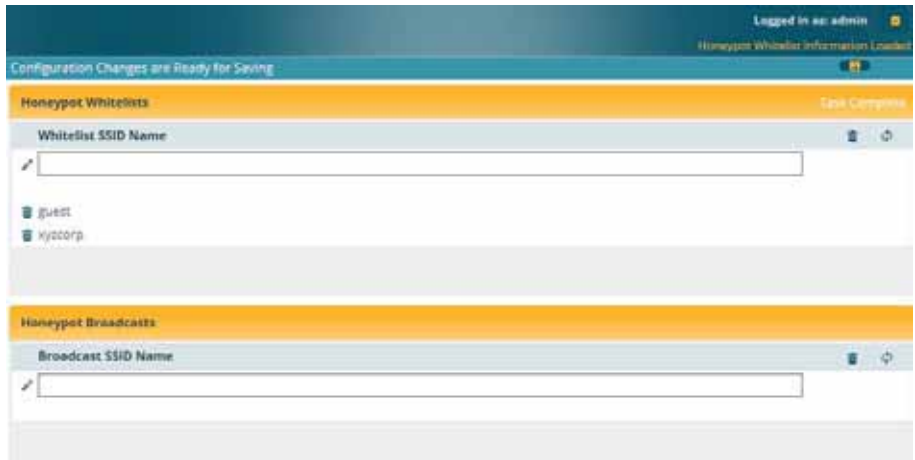 Logged in as: admin
Honeypot Whitelist Information Loaded
Configuration Changes are Ready for Saving
Honeypot Whitelists
Task Complete
Whitelist SSID Name
guest
xyzcorp
Honeypot Broadcasts
Broadcast SSID Name